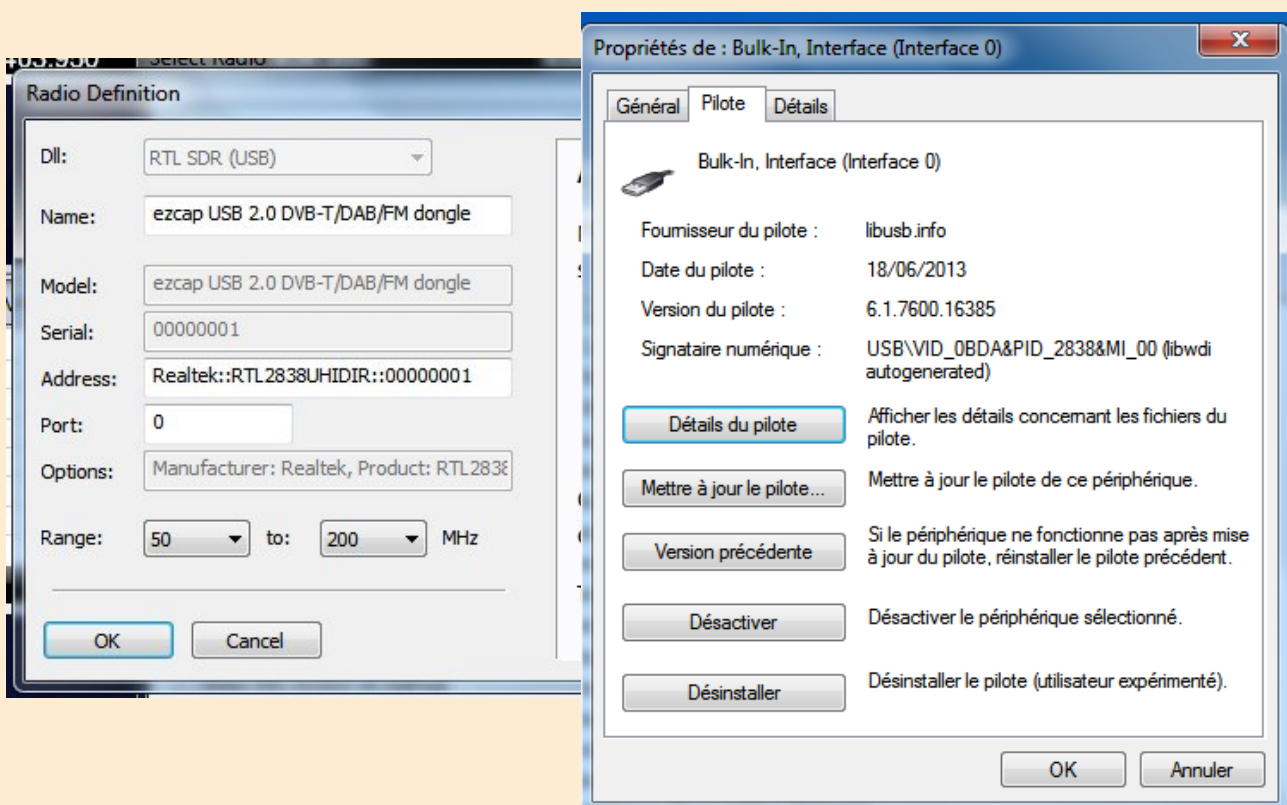 Select Radio
Radio Definition
Dll:
RTL SDR (USB)
Name:
ezcap USB 2.0 DVB-T/DAB/FM dongle
Model:
ezcap USB 2.0 DVB-T/DAB/FM dongle
Serial:
00000001
Address:
Realtek::RTL2838UHIDIR::00000001
Port:
0
Options:
Manufacturer: Realtek, Product: RTL2838
Range:
50
to:
200
MHz
OK
Cancel
Propriétés de : Bulk-In, Interface (Interface 0)
Général
Pilote
Détails
Bulk-In, Interface (Interface 0)
Fournisseur du pilote :
libusb.info
Date du pilote :
18/06/2013
Version du pilote :
6.1.7600.16385
Signataire numérique :
USB\VID_0BDA&PID_2838&MI_00 (libwdi
autogenerated)
Détails du pilote
Afficher les détails concernant les fichiers du
pilote.
Mettre à jour le pilote...
Mettre à jour le pilote de ce périphérique.
Version précédente
Si le périphérique ne fonctionne pas après mise
à jour du pilote, réinstaller le pilote précédent.
Désactiver
Désactiver le périphérique sélectionné.
Désinstaller
Désinstaller le pilote (utilisateur expérimenté).
OK
Annuler